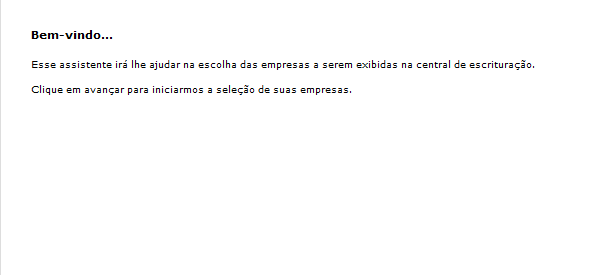 Bem-vindo...
Esse assistente irá lhe ajudar na escolha das empresas a serem exibidas na central de escrituração.
Clique em avançar para iniciarmos a seleção de suas empresas.